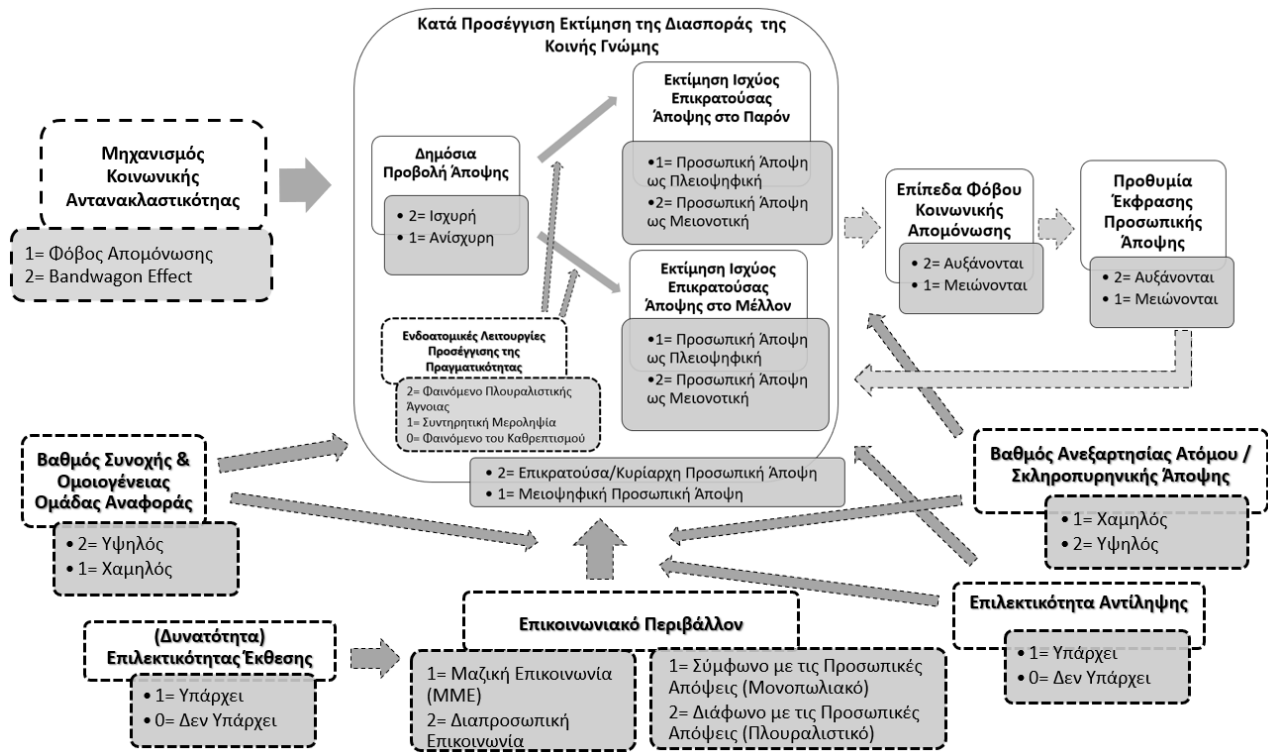 Κατά Προσέγγιση Εκτίμηση της Διασποράς της
Κοινής Γνώμης
Μηχανισμός
Κοινωνικής
Αντανακλαστικότηας
1= Φόβος Απομόνωσης
2= Bandwagon Effect
Δημόσια
Προβολή Άποψης
• 2= Ισχυρή
• 1= Ανίσχυρη
Εκτίμηση Ισχύος
Επικρατούσας
Άποψης στο Παρόν
•1= Προσωπική Άποψη
ως Πλειοψηφική
•2= Προσωπική Άποψη
ως Μειονοτική
Εκτίμηση Ισχύος
Επικρατούσας
Άποψης στο Μέλλον
•1= Προσωπική Άποψη
ως Πλειοψηφική
•2= Προσωπική Άποψη
ως Μειονοτική
Ενδοατομικές Λειτουργίες
Προσέγγισης της
Πραγματικότητας
2= Φαινόμενο Πλουραλιστικής
Άγνοιας
1= Συντηρητική Μεροληψία
0= Φαινόμενο του Καθρεπτισμού
• 2= Επικρατούσα/Κυρίαρχη Προσωπική Άποψη
• 1= Μειοψηφική Προσωπική Άποψη
Επίπεδα Φόβου
Κοινωνικής
Απομόνωσης
• 2= Αυξάνονται
• 1= Μειώνονται
Προθυμία
Έκφρασης
Προσωπικής
Άποψης
• 2= Αυξάνονται
• 1= Μειώνονται
Βαθμός Συνοχής &
Ομοιογένειας
Ομάδας Αναφοράς
• 2= Υψηλός
• 1= Χαμηλός
Βαθμός Ανεξαρτησίας Ατόμου /
Σκληροπυρηνικής Άποψης
• 1= Χαμηλός
• 2= Υψηλός
(Δυνατότητα)
Επιλεκτικότητας Έκθεσης
• 1= Υπάρχει
• 0= Δεν Υπάρχει
Επικοινωνιακό Περιβάλλον
1= Μαζική Επικοινωνία
(ΜΜΕ)
2= Διαπροσωπική
Επικοινωνία
1= Σύμφωνο με τις Προσωπικές
Απόψεις (Μονοπωλιακό)
2= Διάφωνο με τις Προσωπικές
Απόψεις (Πλουραλιστικό)
Επιλεκτικότητα Αντίληψης
• 1= Υπάρχει
• 0= Δεν Υπάρχει